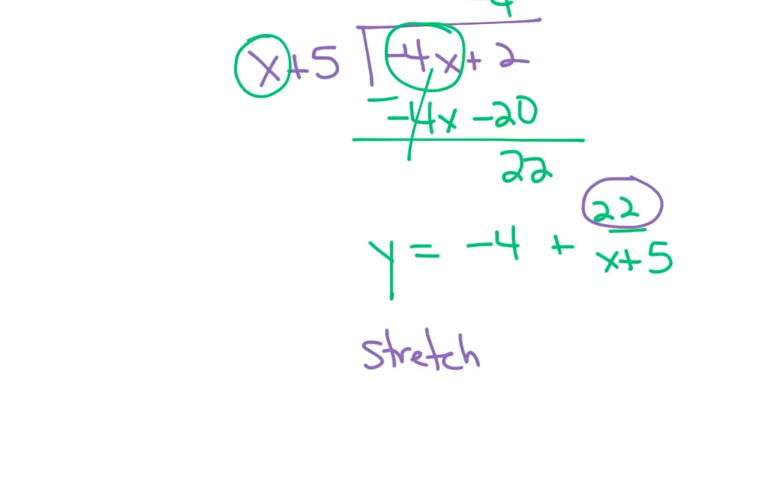 4
x+5 -4x+2
- -4x -20
22
y = -4 + 22
x+5
stretch